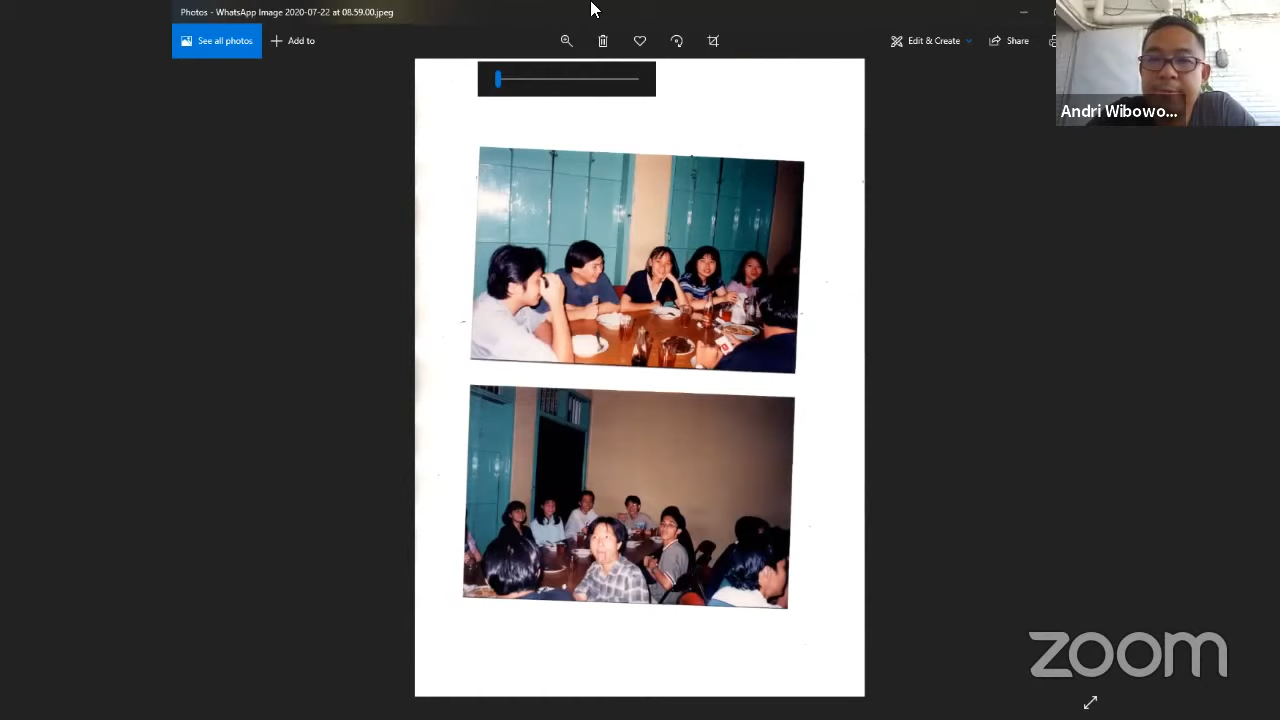 Photos - WhatsApp Image 2020-07-22 at 08.59.00.jpeg
See all photos
Add to
Edit & Create
Share
Andri Wibowo...
zoom